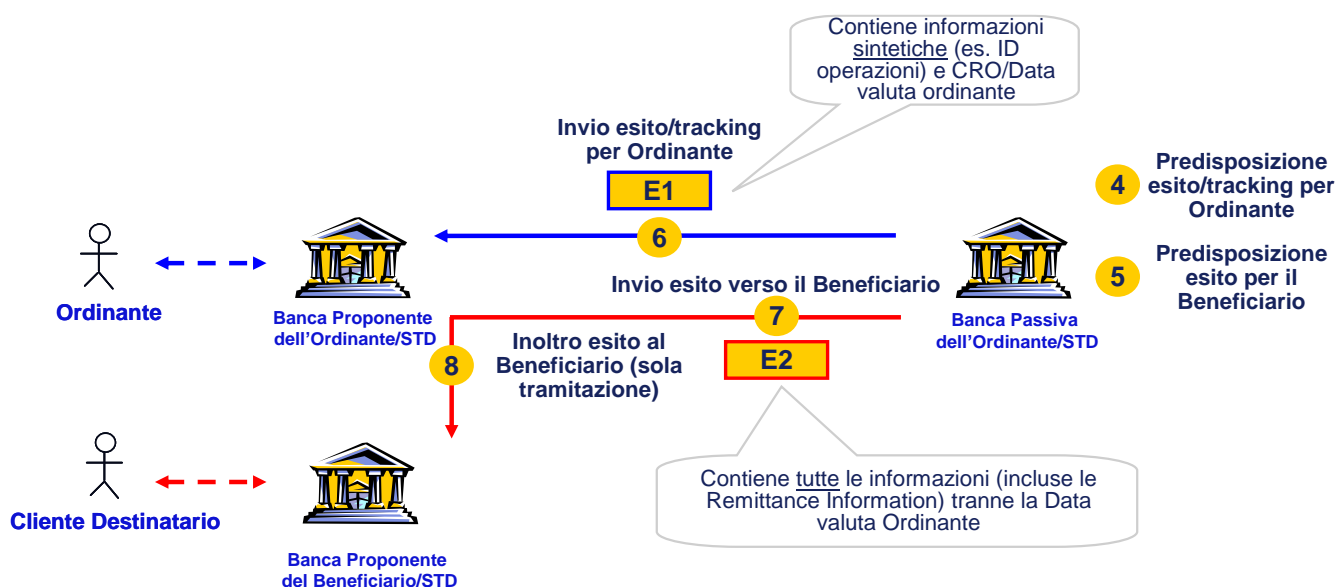 Contiene informazioni
sintetiche (es. ID
operazioni) e CRO/Data
valuta ordinante
Invio esito/tracking
per Ordinante
E1
6
4
Predisposizione
esito/tracking per
Ordinante
5
Predisposizione
esito per il
Beneficiario
Ordinante
Banca Proponente
dell'Ordinante/STD
Invio esito verso il Beneficiario
7
Banca Passiva
dell'Ordinante/STD
8
Inoltro esito al
Beneficiario (sola
tramitazione)
E2
Contiene tutte le informazioni (incluse le
Remittance Information) tranne la Data
valuta Ordinante
Cliente Destinatario
Banca Proponente
del Beneficiario/STD